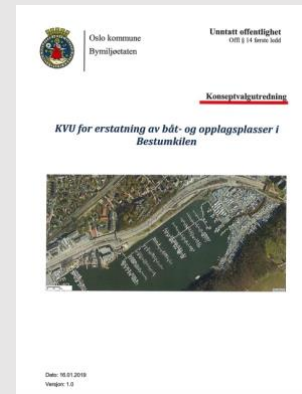 Oslo kommune
Bymiljøetaten
Unntatt offentlighet
Offl § 14 første ledd
Konseptvalgutredning
KVU for erstatning av båt- og opplagsplasser i
Bestumkilen
Dato: 16.01.2019
Versjon: 1.0